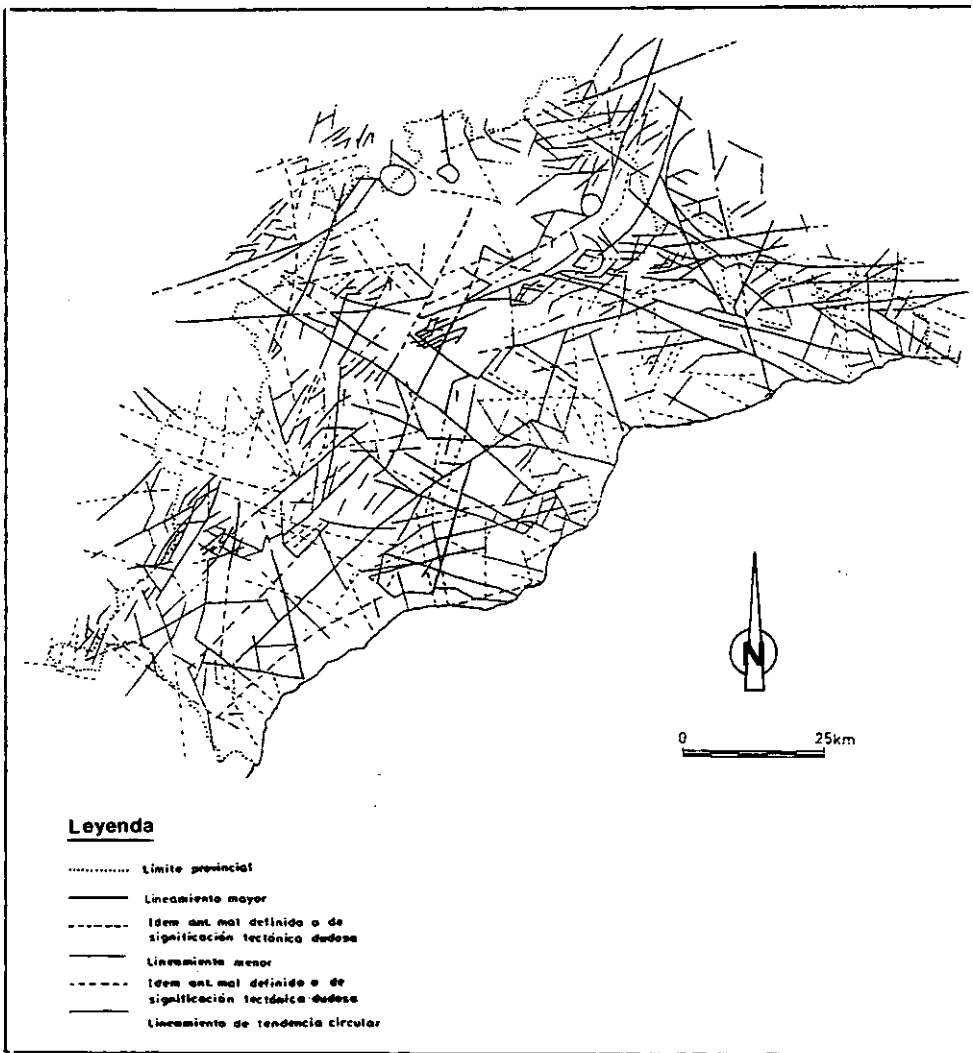 N
0 25km
Leyenda
Límite provincial
Lineamiento mayor
Idem ant. mal definido o de
significación tectónica dudosa
Lineamiento menor
Idem ant. mal definido o de
significación tectónica dudosa
Lineamiento de tendencia circular